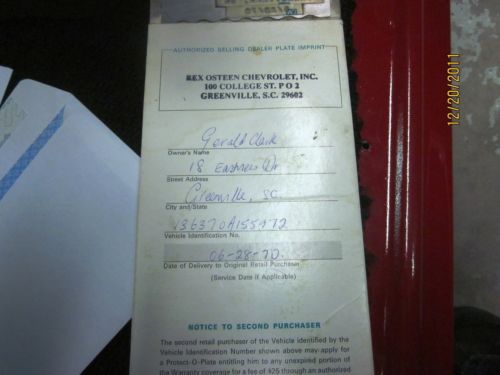 AUTHORIZED SELLING DEALER PLATE IMPRINT
REX OSTEEN CHEVROLET, INC.
100 COLLEGE ST. P O 2
GREENVILLE, S.C. 29602
Gerald Clark
Owner's Name
18
Street Address
Greenville, SC.
City and/State
136370A155972
Vehicle Identification No.
06-28-70
Date of Delivery to Original Retail Purchaser
(Service Date if Applicable)
NOTICE TO SECOND PURCHASER
The second retail purchaser of the Vehicle identified by the
Vehicle Identification Number shown above may apply for
a Protect-O-Plate entitling him to any unexpired portion of
the Warranty coverage for a fee of $25 through an authorized
12/20/2011